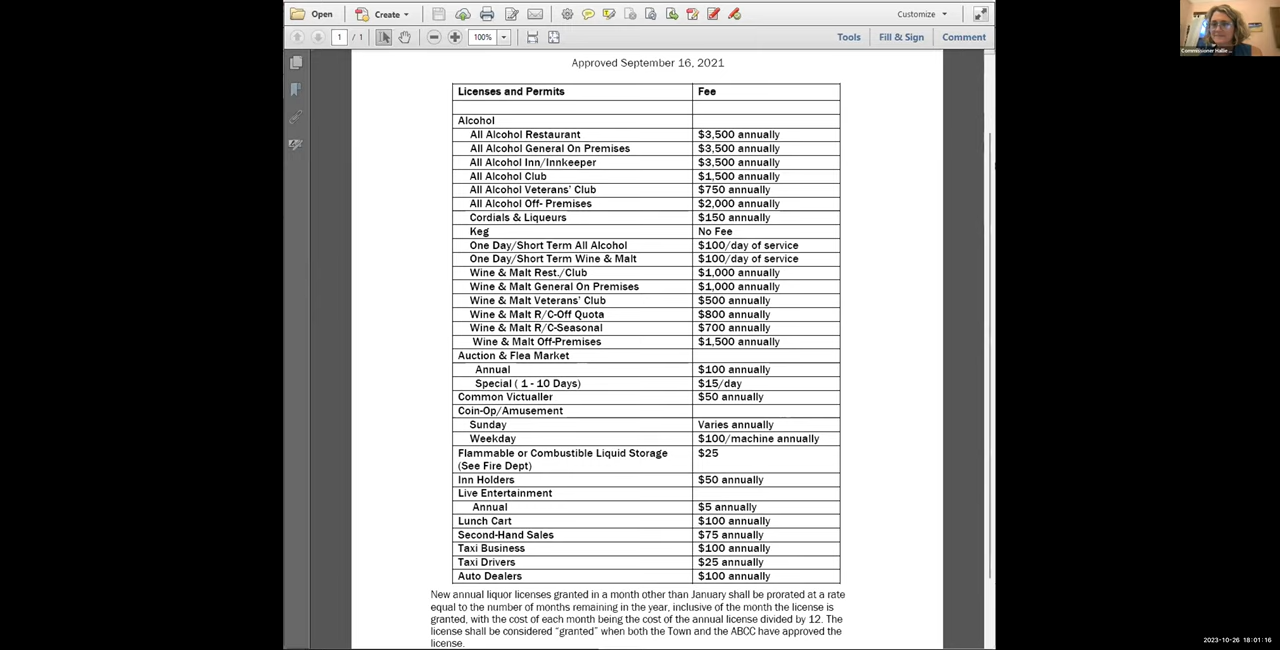 Open
Create
Customize
1 / 1
100%
Tools
Fill & Sign
Comment
Approved September 16, 2021
Licenses and Permits Fee
Alcohol
All Alcohol Restaurant $3,500 annually
All Alcohol General On Premises $3,500 annually
All Alcohol Inn/Innkeeper $3,500 annually
All Alcohol Club $1,500 annually
All Alcohol Veterans' Club $750 annually
All Alcohol Off- Premises $2,000 annually
Cordials & Liqueurs $150 annually
Keg No Fee
One Day/Short Term All Alcohol $100/day of service
One Day/Short Term Wine & Malt $100/day of service
Wine & Malt Rest./Club $1,000 annually
Wine & Malt General On Premises $1,000 annually
Wine & Malt Veterans' Club $500 annually
Wine & Malt R/C-Off Quota $800 annually
Wine & Malt R/C-Seasonal $700 annually
Wine & Malt Off-Premises $1,500 annually
Auction & Flea Market
Annual $100 annually
Special ( 1 - 10 Days) $15/day
Common Victualler $50 annually
Coin-Op/Amusement
Sunday Varies annually
Weekday $100/machine annually
Flammable or Combustible Liquid Storage $25
(See Fire Dept)
Inn Holders $50 annually
Live Entertainment
Annual $5 annually
Lunch Cart $100 annually
Second-Hand Sales $75 annually
Taxi Business $100 annually
Taxi Drivers $25 annually
Auto Dealers $100 annually
New annual liquor licenses granted in a month other than January shall be prorated at a rate
equal to the number of months remaining in the year, inclusive of the month the license is
granted, with the cost of each month being the cost of the annual license divided by 12. The
license shall be considered "granted" when both the Town and the ABCC have approved the
license.
Commissioner Hallie ...
2023-10-26 18:01:16